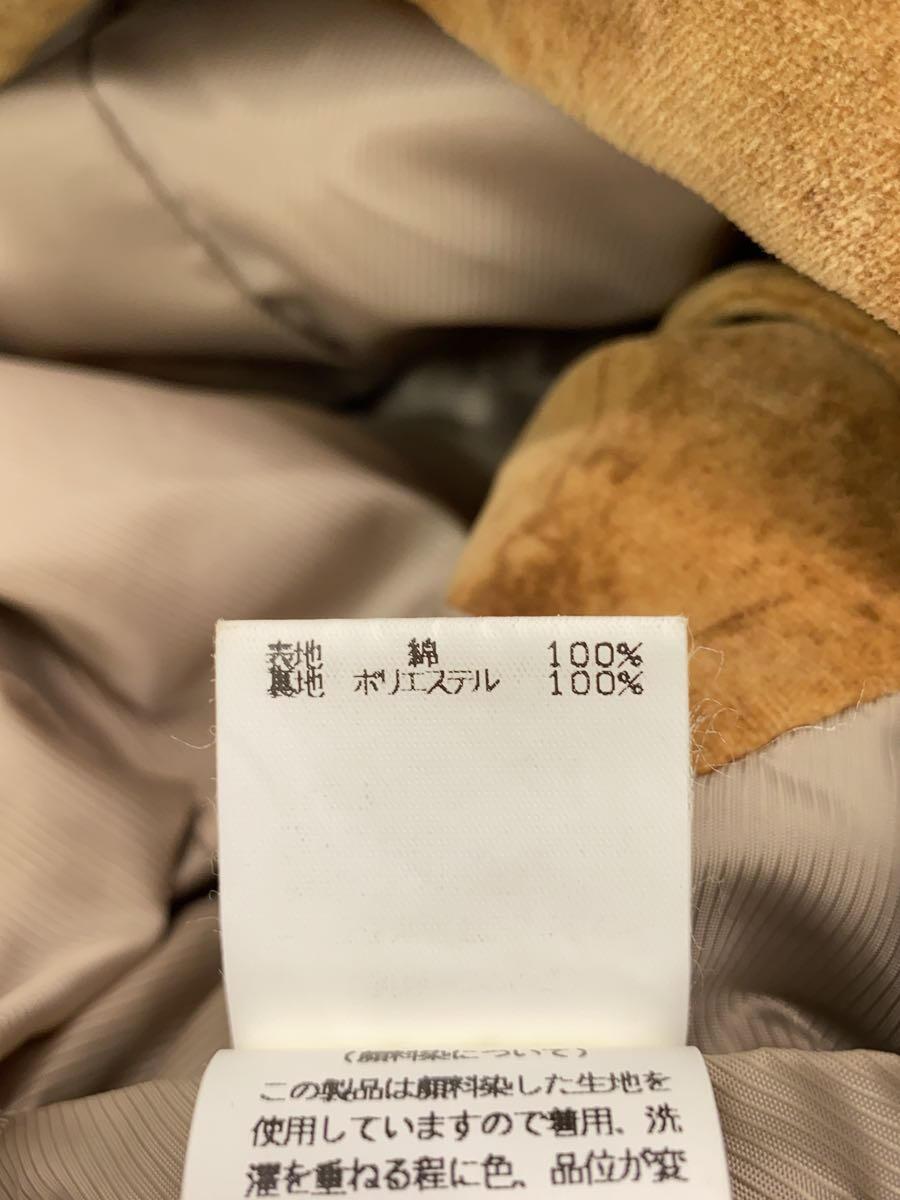 表地 綿 100%
裏地 ポリエステル 100%
(顔料染について)
この製品は顔料染した生地を
使用していますので着用、洗
濯を重ねる程に色、品位が変